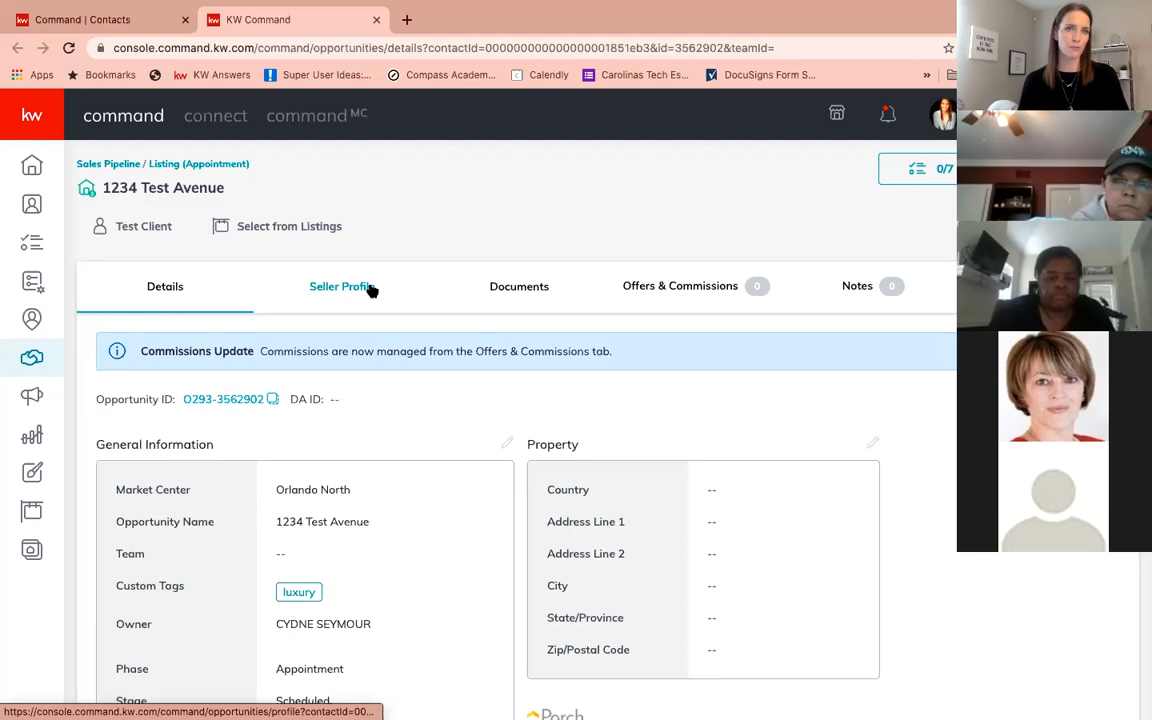 Command | Contacts
KW Command
console.command.kw.com/command/opportunities/details?contactId=0000000000000000001851eb3&id=3562902&teamId=
Apps
Bookmarks
KW Answers
Super User Ideas:...
Compass Academ...
Calendly
Carolinas Tech Es...
DocuSigns Form S...
»
kw
command
connect
command MC
Sales Pipeline / Listing (Appointment)
1234 Test Avenue
0/7
Test Client
Select from Listings
Details
Seller Profile
Documents
Offers & Commissions 0
Notes 0
Commissions Update Commissions are now managed from the Offers & Commissions tab.
Opportunity ID: O293-3562902 DA ID: --
General Information
Market Center Orlando North
Opportunity Name 1234 Test Avenue
Team --
Custom Tags luxury
Owner CYDNE SEYMOUR
Phase Appointment
Stage Scheduled
Property
Country --
Address Line 1 --
Address Line 2 --
City --
State/Province --
Zip/Postal Code --
Porch
https://console.command.kw.com/command/opportunities/profile?contactId=00...